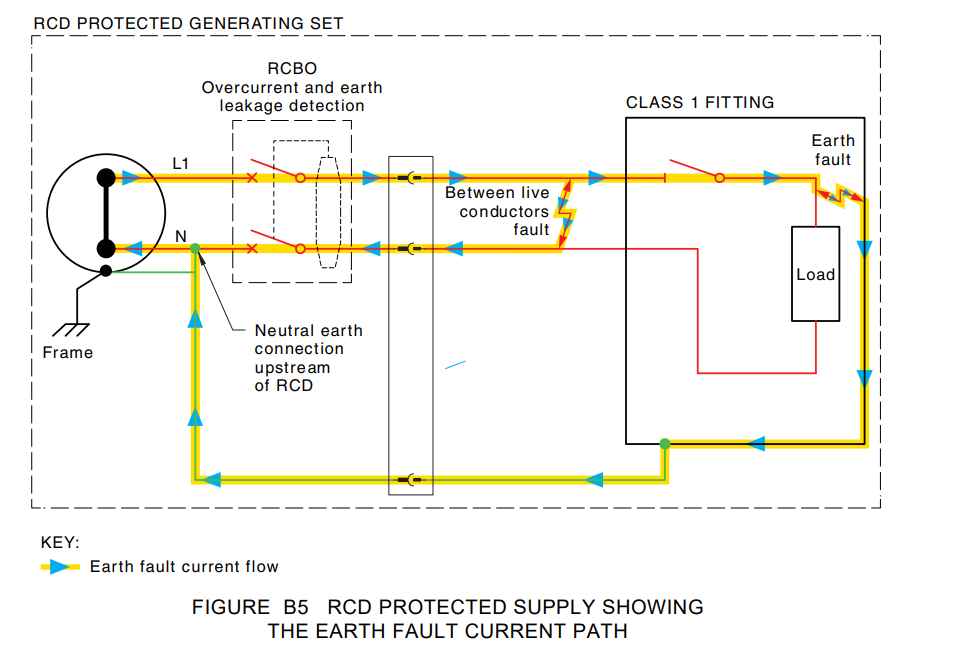 RCD PROTECTED GENERATING SET
RCBO
Overcurrent and earth
leakage detection
CLASS 1 FITTING
Earth
fault
L1
Between live
conductors
fault
N
Load
Neutral earth
connection
upstream
of RCD
Frame
KEY:
Earth fault current flow
FIGURE B5 RCD PROTECTED SUPPLY SHOWING
THE EARTH FAULT CURRENT PATH